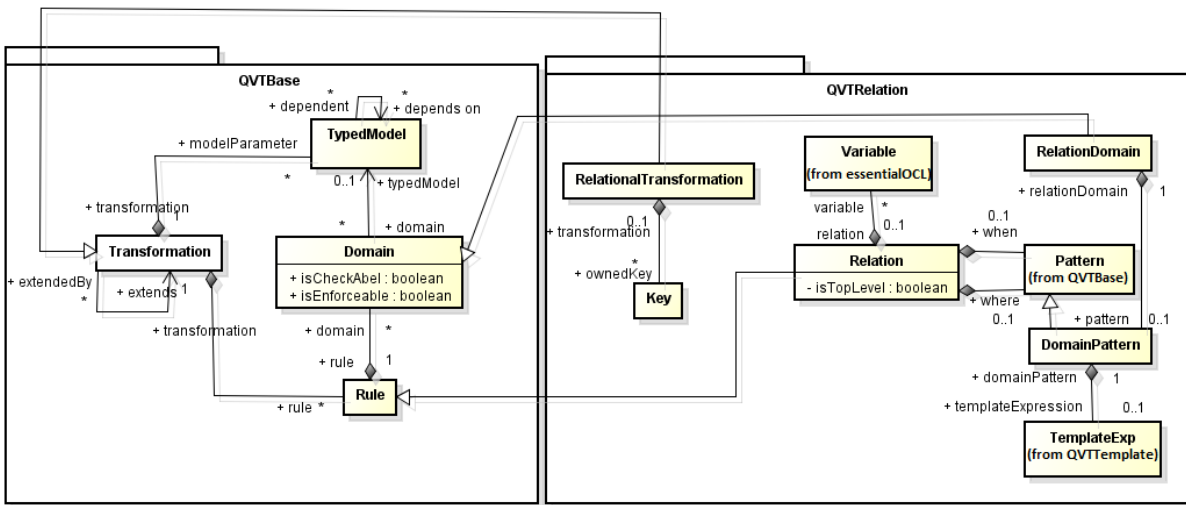 QVTBase
*
*
+ dependent
+ depends on
TypedModel
+ modelParameter
*
0..1
+ typedModel
+ transformation
1
*
+ domain
Transformation
Domain
+ isCheckAbel : boolean
+ isEnforceable : boolean
+ extendedBy
*
+ extends
1
+ transformation
+ domain
*
+ rule
1
Rule
+ rule
*
QVTRelation
RelationalTransformation
0..1
+ transformation
*
+ ownedKey
Key
Variable
(from essentialOCL)
variable
*
0..1
relation
Relation
- isTopLevel : boolean
RelationDomain
+ relationDomain
1
0..1
+ when
Pattern
(from QVTBase)
+ where
0..1
+ pattern
0..1
DomainPattern
+ domainPattern
1
+ templateExpression
0..1
TemplateExp
(from QVTTemplate)